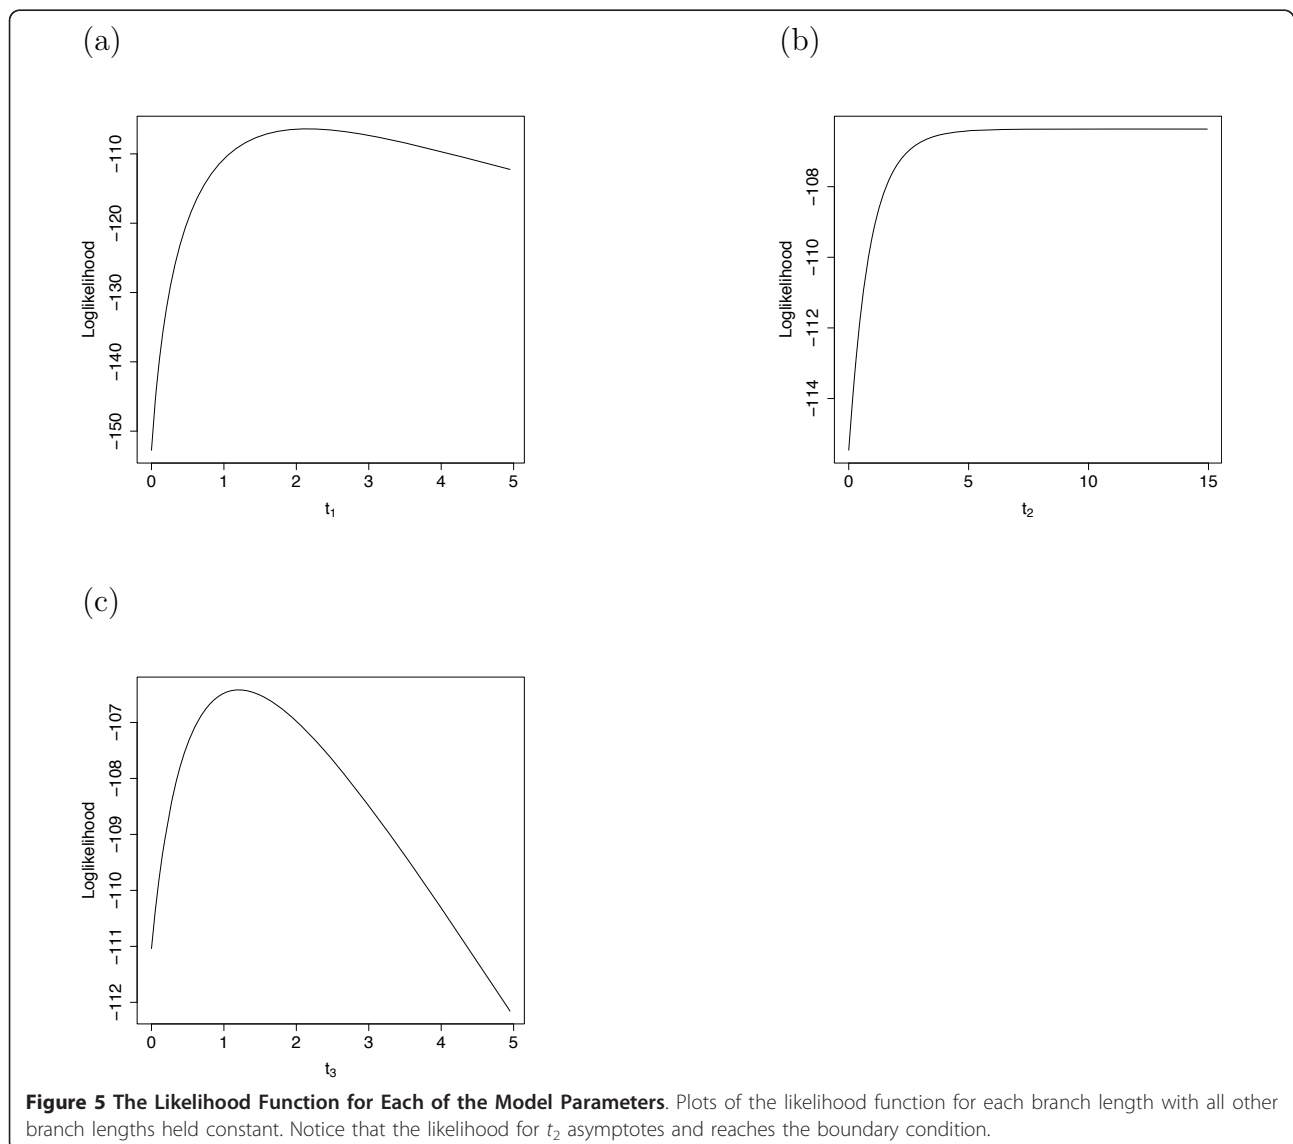 (a)
(b)
−110
−120
−130
−140
−150
Loglikelihood
0 1 2 3 4 5
t₁
−108
−110
−112
−114
Loglikelihood
0 5 10 15
t₂
(c)
−107
−108
−109
−110
−111
−112
Loglikelihood
0 1 2 3 4 5
t₃
Figure 5 The Likelihood Function for Each of the Model Parameters. Plots of the likelihood function for each branch length with all other
branch lengths held constant. Notice that the likelihood for t₂ asymptotes and reaches the boundary condition.